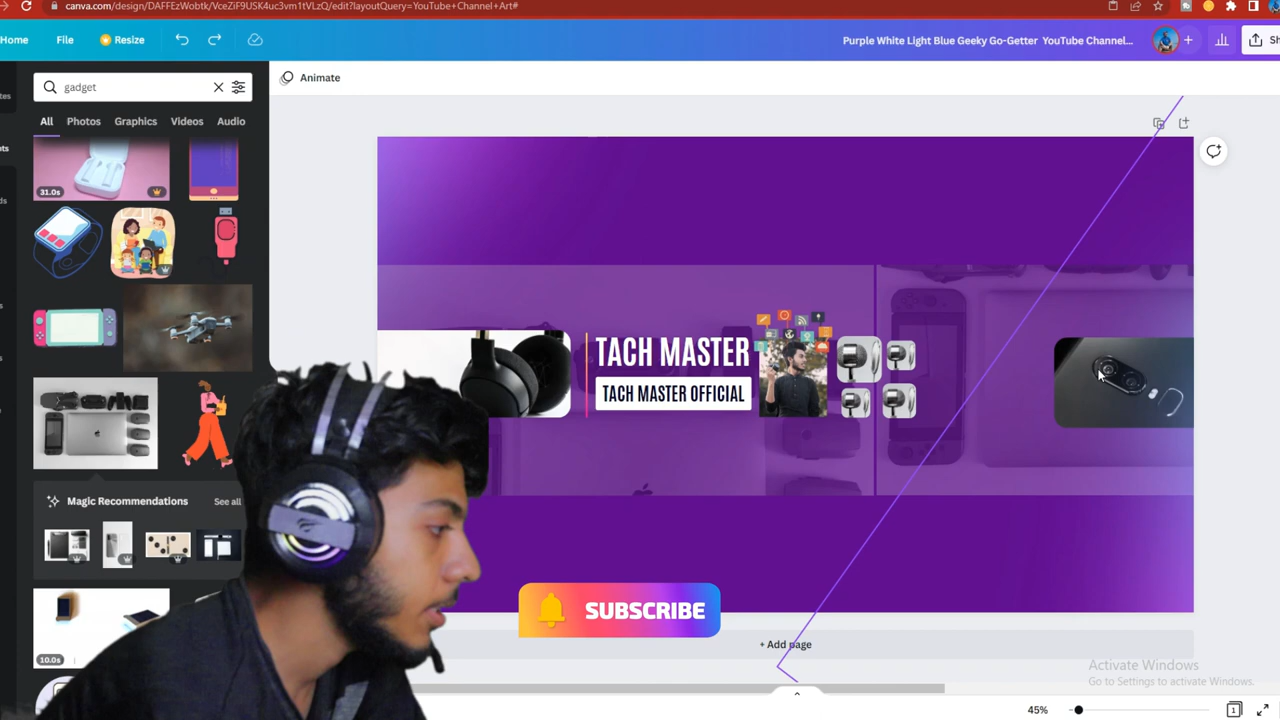 canva.com/design/DAFFEzWobtk/VceZiF9USK4uc3vm1tVLzQ/edit?layoutQuery=YouTube+Channel+Art#
Home
File
Resize
Purple White Light Blue Geeky Go-Getter YouTube Channel...
gadget
Animate
All
Photos
Graphics
Videos
Audio
31.0s
TACH MASTER
TACH MASTER OFFICIAL
Magic Recommendations
See all
10.0s
SUBSCRIBE
+ Add page
Activate Windows
Go to Settings to activate Windows.
45%
1